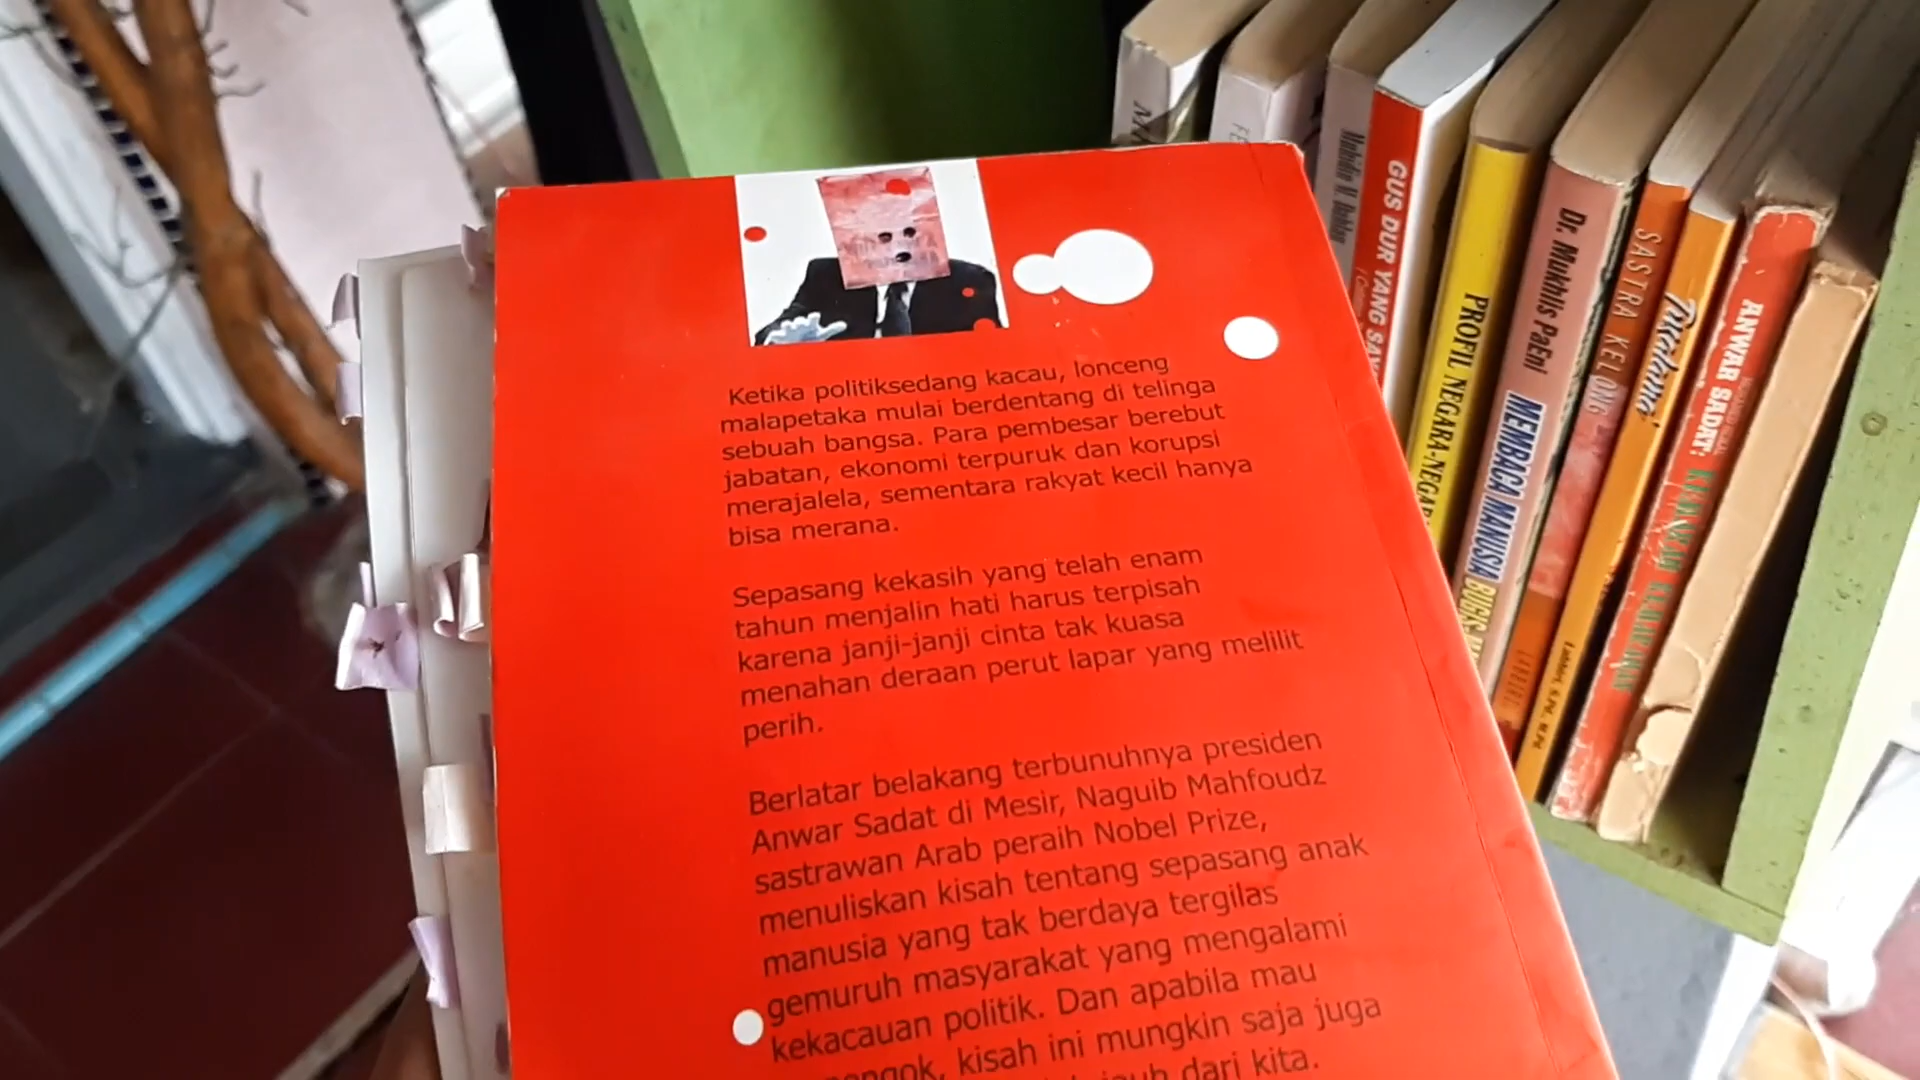 Ketika politiksedang kacau, lonceng
malapetaka mulai berdentang di telinga
sebuah bangsa. Para pembesar berebut
jabatan, ekonomi terpuruk dan korupsi
merajalela, sementara rakyat kecil hanya
bisa merana.
Sepasang kekasih yang telah enam
tahun menjalin hati harus terpisah
karena janji-janji cinta tak kuasa
menahan deraan perut lapar yang melilit
perih.
Berlatar belakang terbunuhnya presiden
Anwar Sadat di Mesir, Naguib Mahfoudz
sastrawan Arab peraih Nobel Prize,
menuliskan kisah tentang sepasang anak
manusia yang tak berdaya tergilas
gemuruh masyarakat yang mengalami
kekacauan politik. Dan apabila mau
kisah ini mungkin saja juga
dari kita.
GUS DUR YANG
PROFIL NEGARA-NEGAR
Dr. Mukhlis PaEni
MEMBACA MANUSIA BUGIS
SASTRA KELONG
ANWAR SADAT: